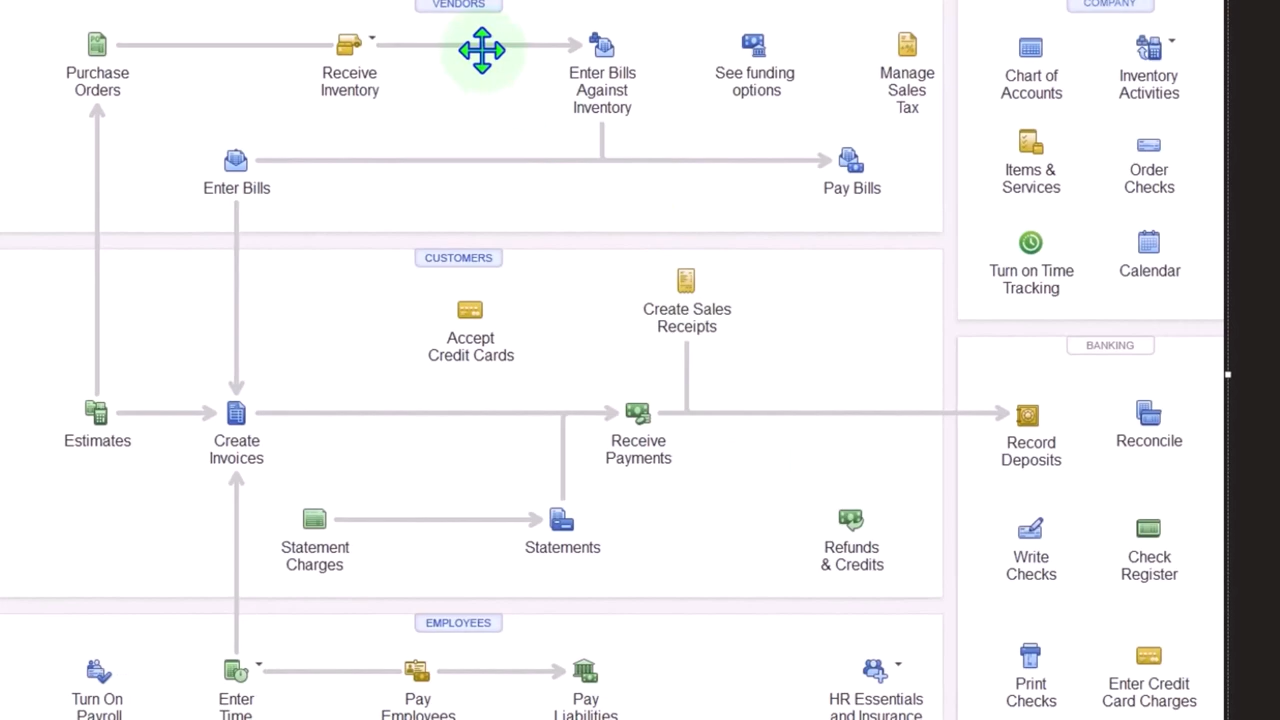 VENDORS
COMPANY
Purchase
Orders
Receive
Inventory
Enter Bills
Against
Inventory
See funding
options
Manage
Sales
Tax
Chart of
Accounts
Inventory
Activities
Enter Bills
Pay Bills
Items &
Services
Order
Checks
Turn on Time
Tracking
Calendar
CUSTOMERS
Create Sales
Receipts
Accept
Credit Cards
BANKING
Estimates
Create
Invoices
Receive
Payments
Record
Deposits
Reconcile
Statement
Charges
Statements
Refunds
& Credits
Write
Checks
Check
Register
EMPLOYEES
Turn On
Payroll
Enter
Time
Pay
Employees
Pay
Liabilities
HR Essentials
and Insurance
Print
Checks
Enter Credit
Card Charges